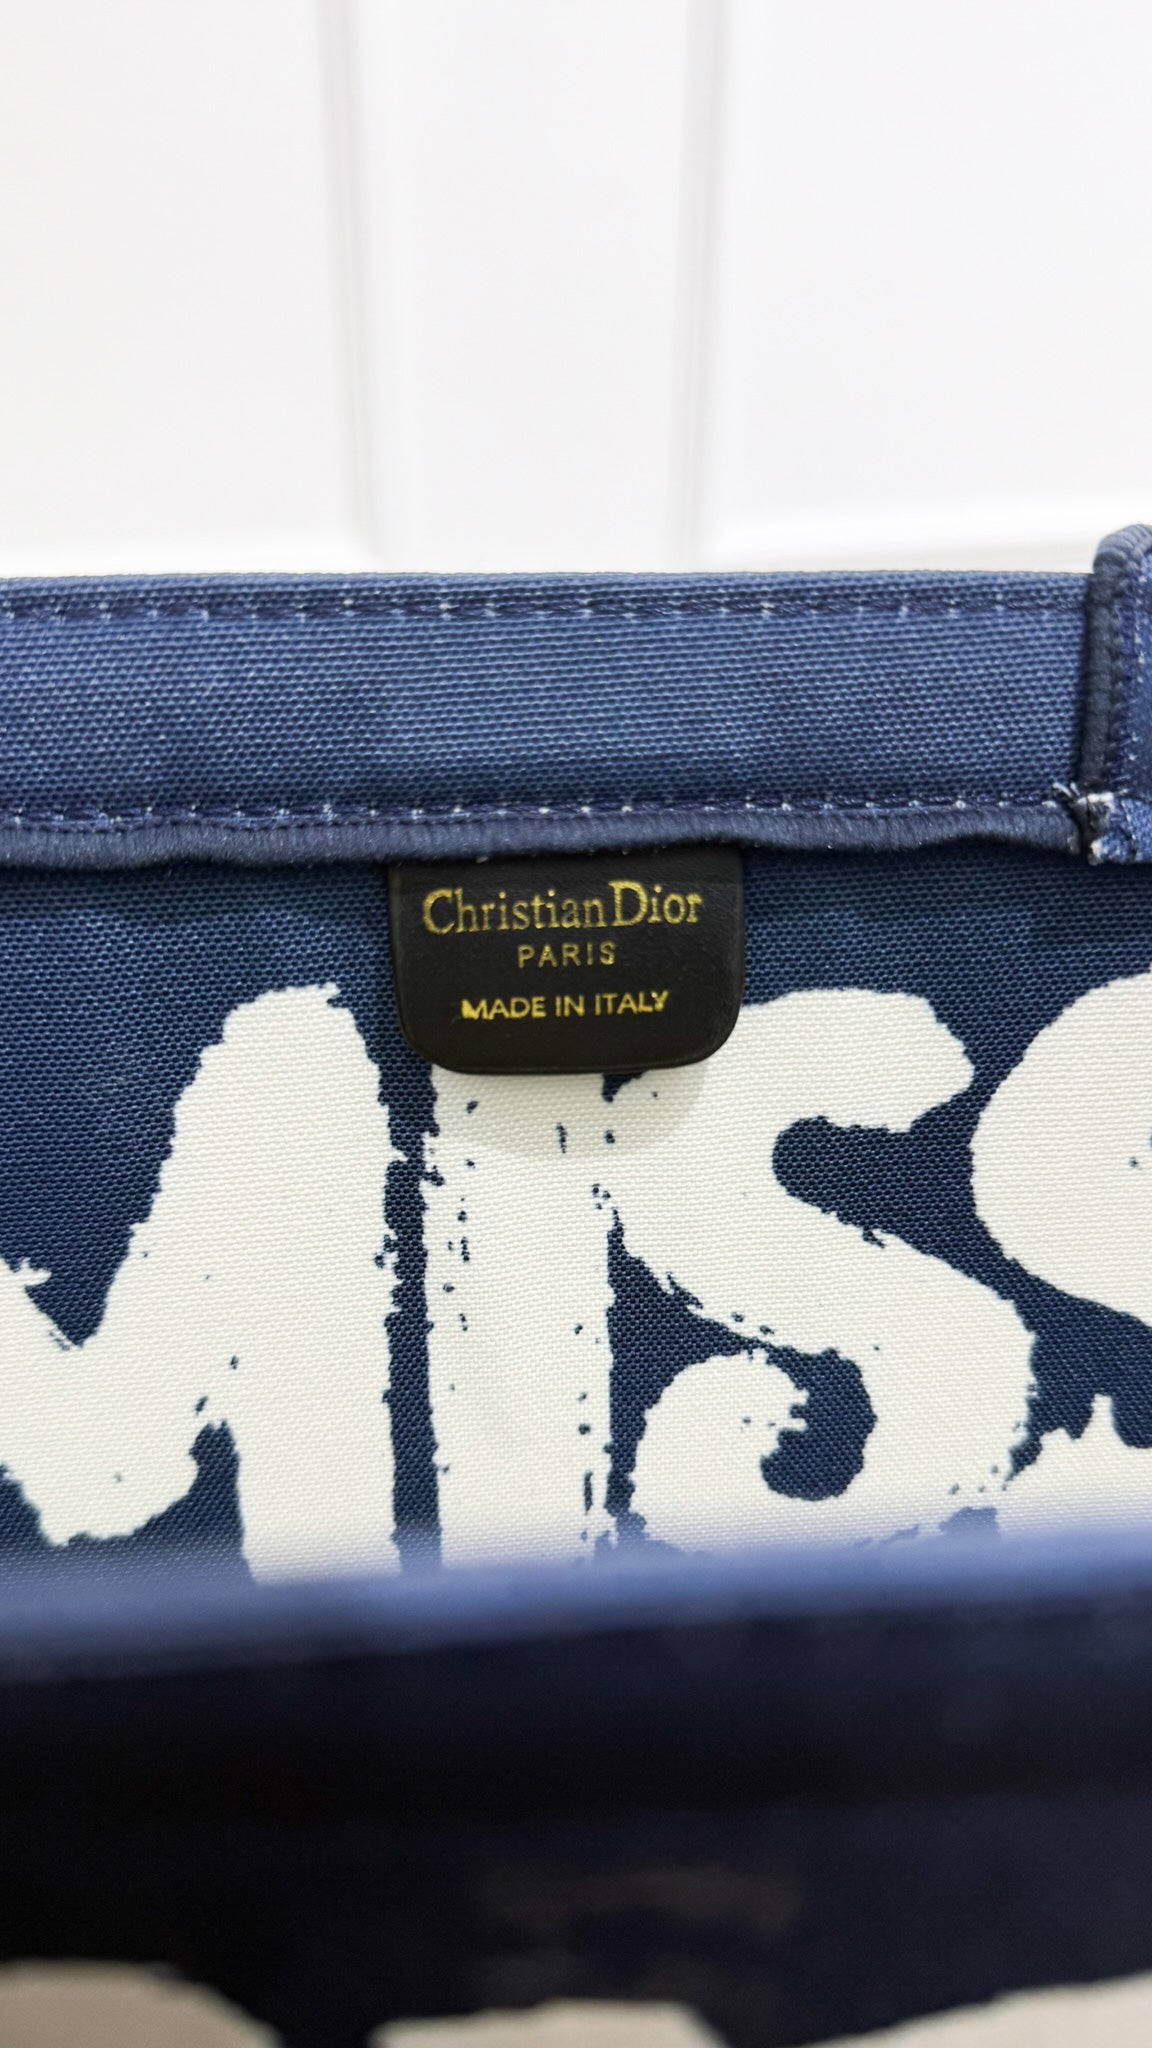 Christian Dior
PARIS
MADE IN ITALY
MISS